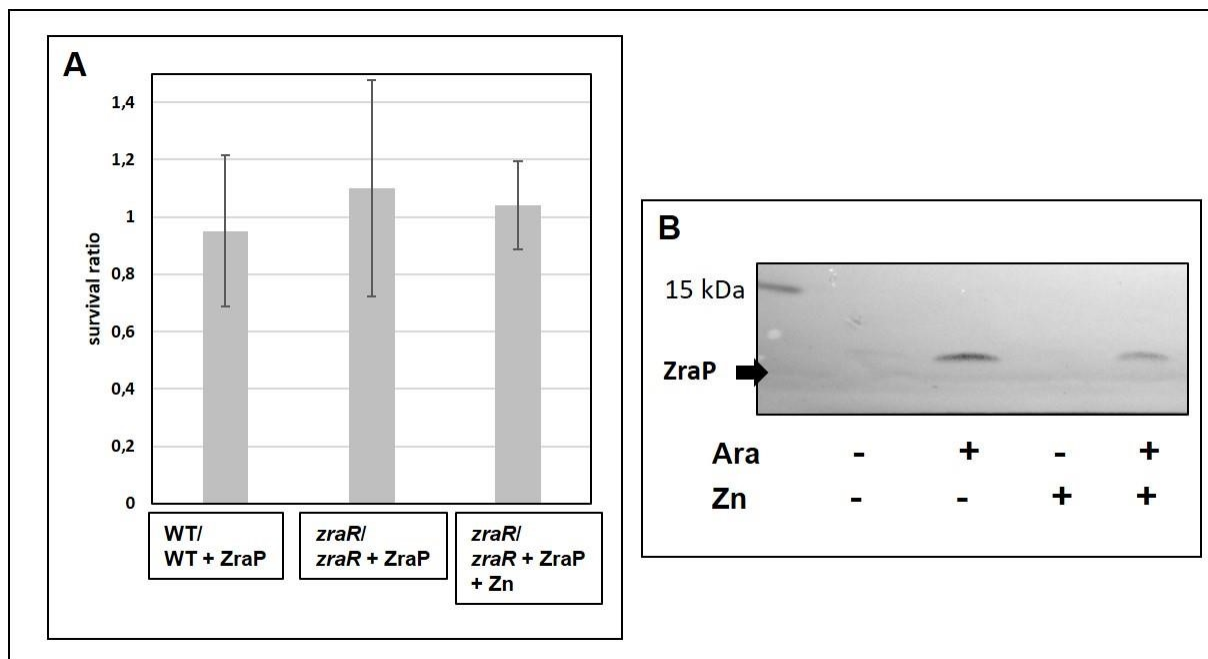 A
1,4
1,2
1
0,8
0,6
0,4
0,2
0
survival ratio
WT/
WT + ZraP
zraR/
zraR + ZraP
zraR/
zraR + ZraP
+ Zn
B
15 kDa
ZraP
Ara - + - +
Zn - - + +